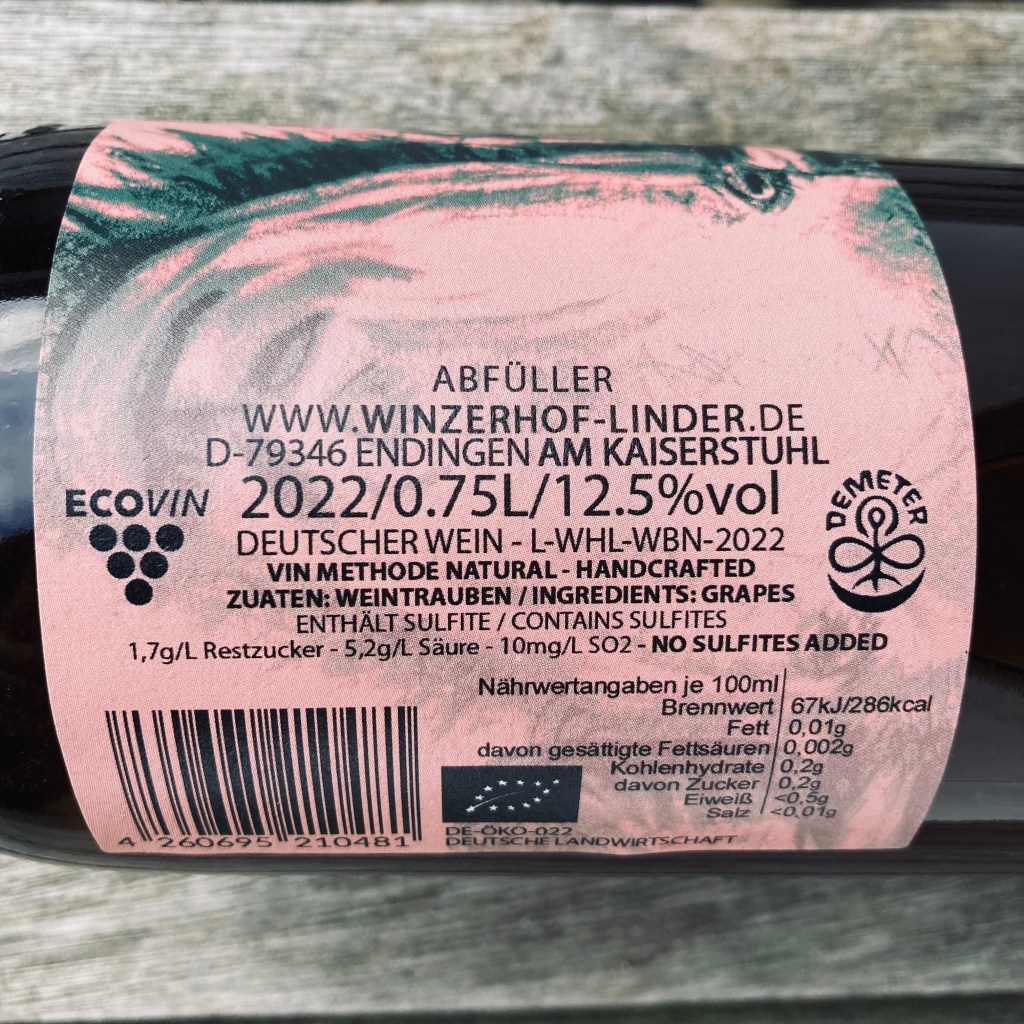 ABFÜLLER
WWW.WINZERHOF-LINDER.DE
D-79346 ENDINGEN AM KAISERSTUHL
ECOVIN
2022/0.75L/12.5%vol
DEMETER
DEUTSCHER WEIN - L-WHL-WBN-2022
VIN METHODE NATURAL - HANDCRAFTED
ZUATEN: WEINTRAUBEN / INGREDIENTS: GRAPES
ENTHÄLT SULFITE / CONTAINS SULFITES
1,7g/L Restzucker - 5,2g/L Säure - 10mg/L SO2 - NO SULFITES ADDED
Nährwertangaben je 100ml
Brennwert 67kJ/286kcal
Fett 0,01g
davon gesättigte Fettsäuren 0,002g
Kohlenhydrate 0,2g
davon Zucker 0,2g
Eiweiß <0,5g
Salz <0,01g
4 260695 210481
DE-ÖKO-022
DEUTSCHE LANDWIRTSCHAFT